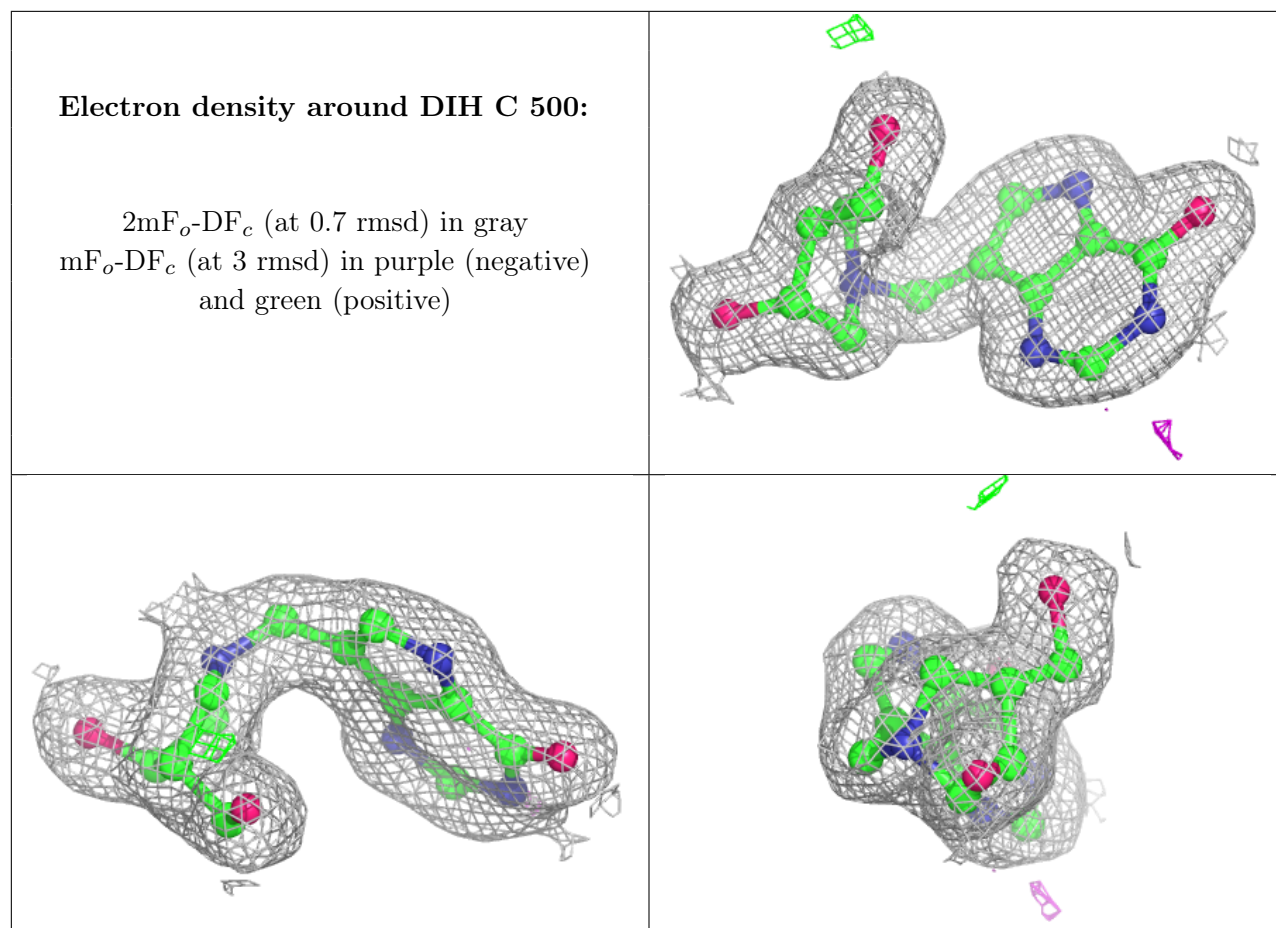 Electron density around DIH C 500:
2mFo-DFc (at 0.7 rmsd) in gray
mFo-DFc (at 3 rmsd) in purple (negative)
and green (positive)